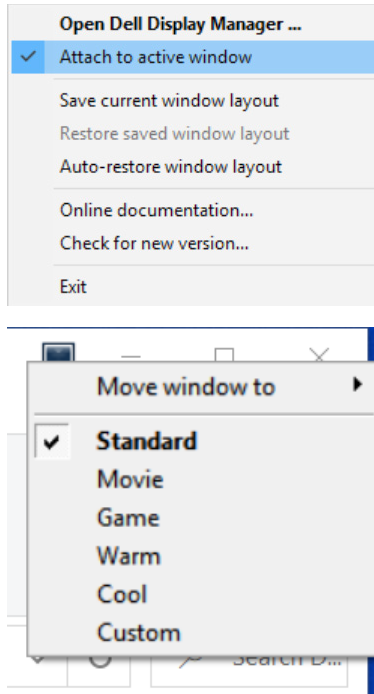 Open Dell Display Manager ...
Attach to active window
Save current window layout
Restore saved window layout
Auto-restore window layout
Online documentation...
Check for new version...
Exit
Move window to
Standard
Movie
Game
Warm
Cool
Custom
Search D...